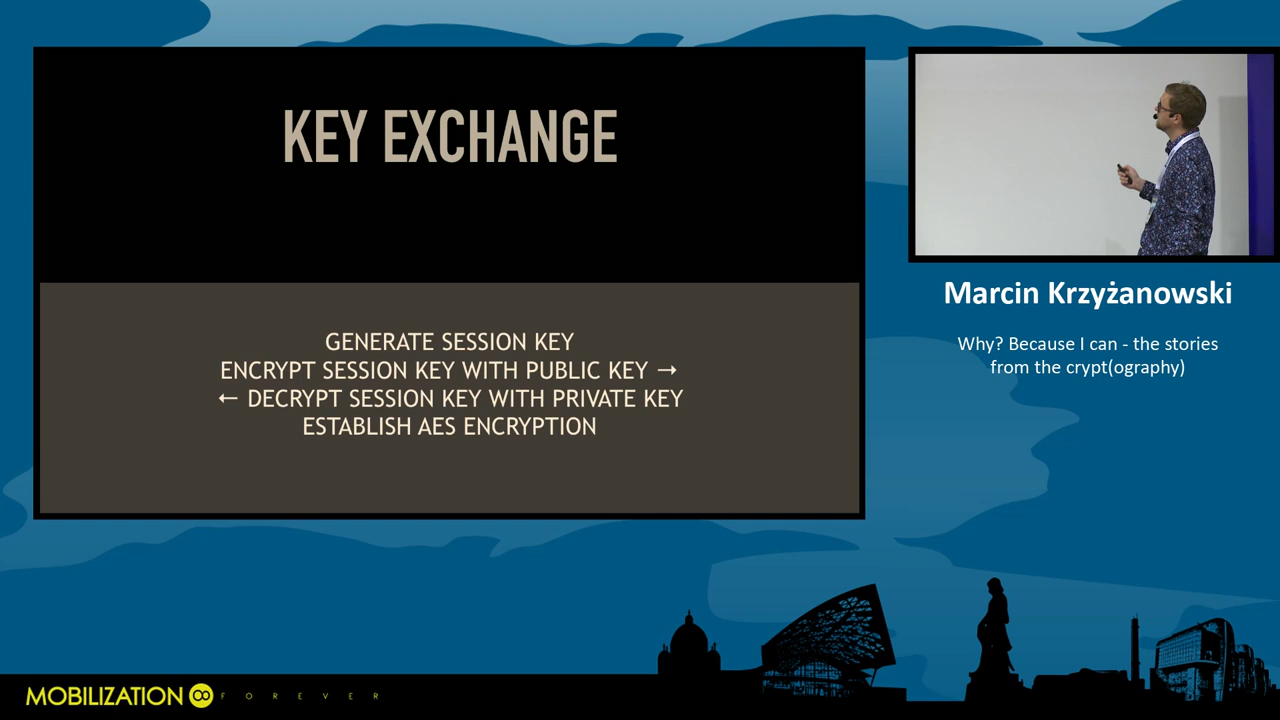 KEY EXCHANGE
GENERATE SESSION KEY
ENCRYPT SESSION KEY WITH PUBLIC KEY →
← DECRYPT SESSION KEY WITH PRIVATE KEY
ESTABLISH AES ENCRYPTION
Marcin Krzyżanowski
Why? Because I can - the stories
from the crypt(ography)
MOBILIZATION ∞ FOREVER